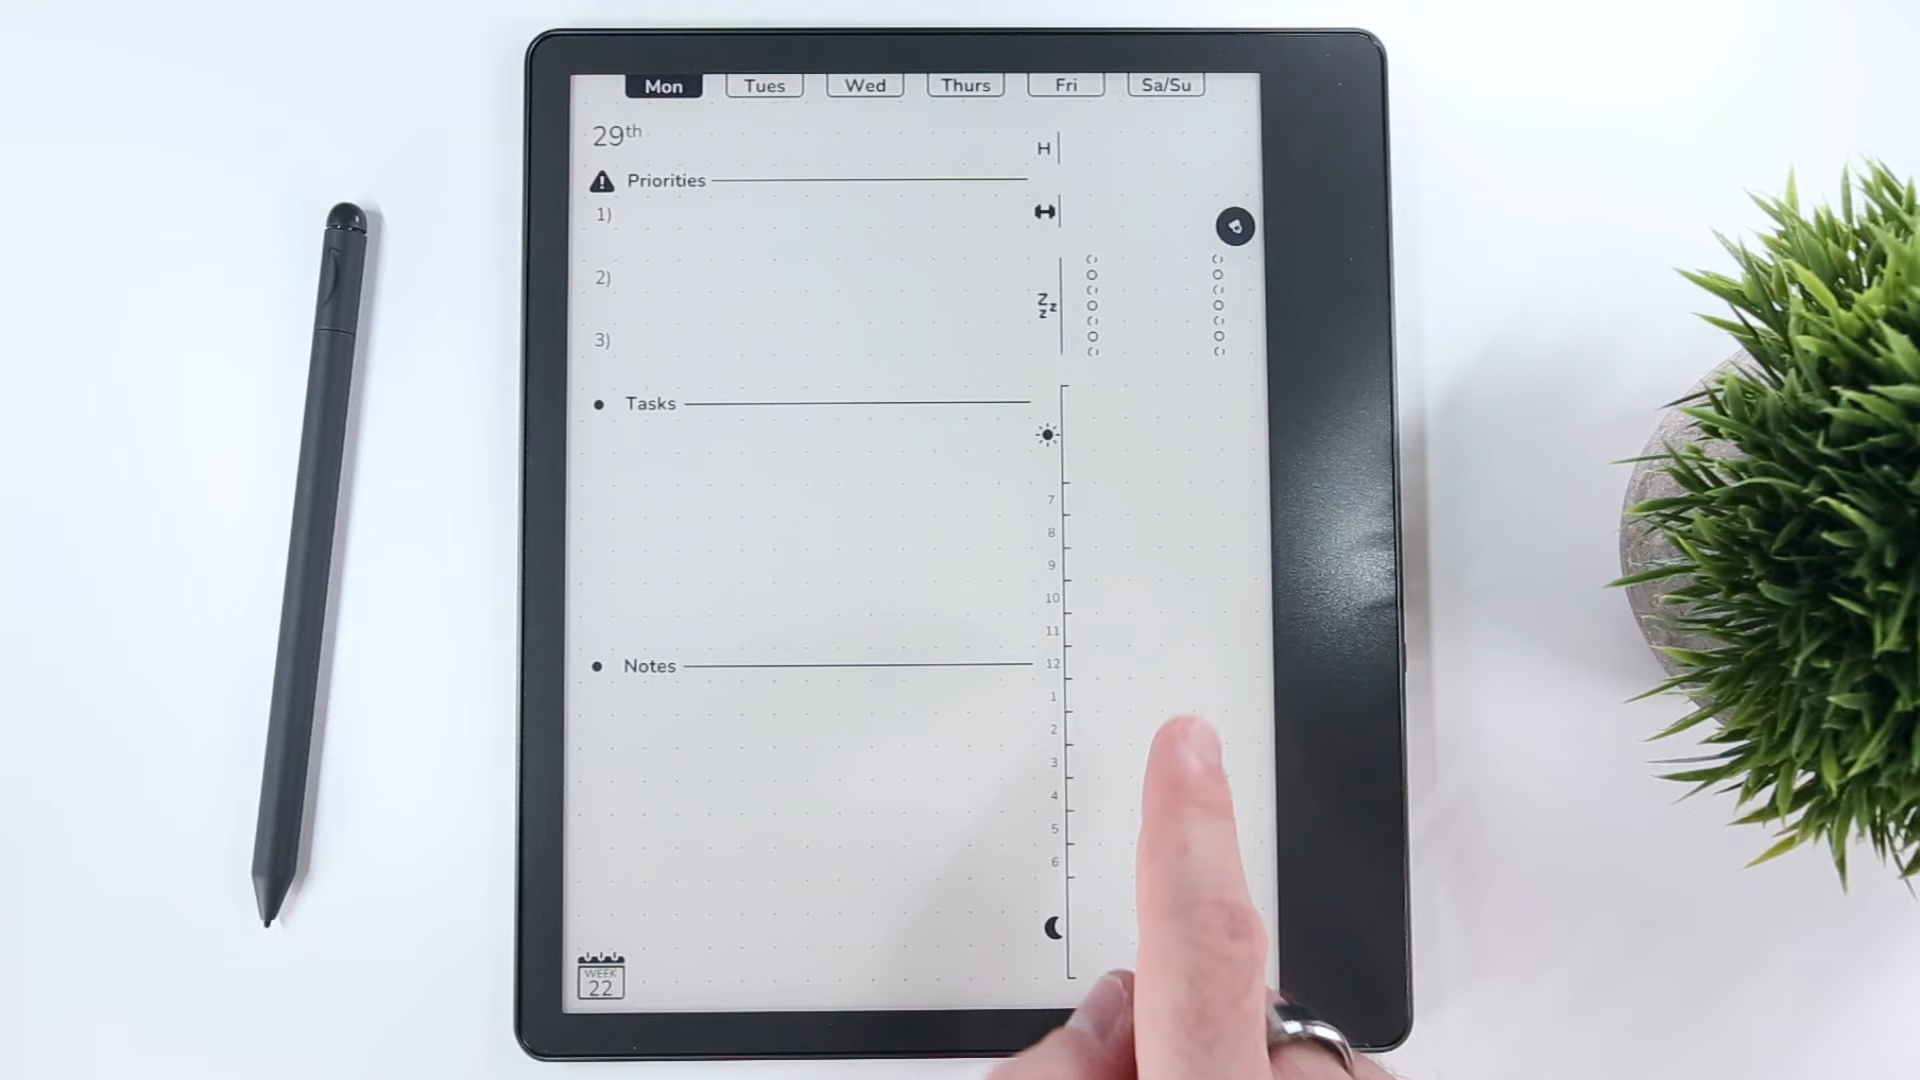 Mon Tues Wed Thurs Fri Sa/Su
29th
H
Priorities
1)
2)
3)
Zzz
Tasks
7
8
9
10
11
Notes
12
1
2
3
4
5
6
WEEK
22